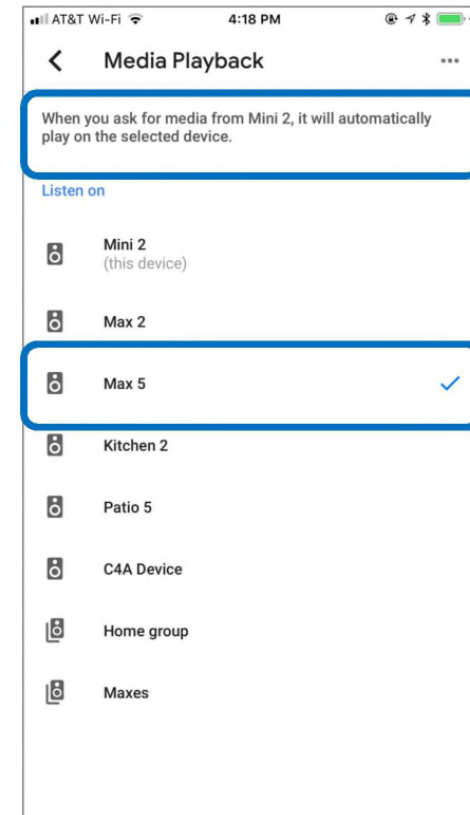 AT&T Wi-Fi 4:18 PM
Media Playback
When you ask for media from Mini 2, it will automatically
play on the selected device.
Listen on
Mini 2
(this device)
Max 2
Max 5
Kitchen 2
Patio 5
C4A Device
Home group
Maxes